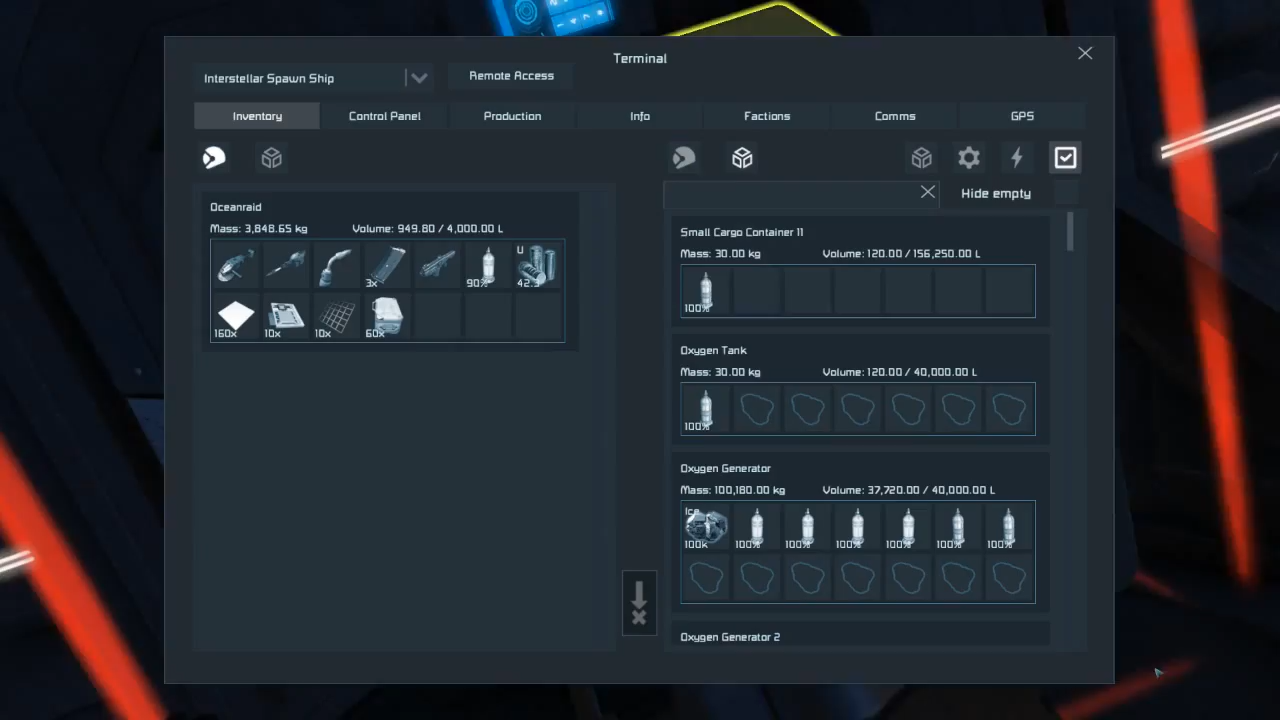 Terminal
Interstellar Spawn Ship
Remote Access
Inventory
Control Panel
Production
Info
Factions
Comms
GPS
Hide empty
Oceanraid
Mass: 3,848.65 kg Volume: 949.80 / 4,000.00 L
3x
90%
U
42.3
160x
10x
10x
60x
Small Cargo Container 11
Mass: 30.00 kg Volume: 120.00 / 156,250.00 L
100%
Oxygen Tank
Mass: 30.00 kg Volume: 120.00 / 40,000.00 L
100%
Oxygen Generator
Mass: 100,180.00 kg Volume: 37,720.00 / 40,000.00 L
Ice
100k 100% 100% 100% 100% 100% 100%
Oxygen Generator 2